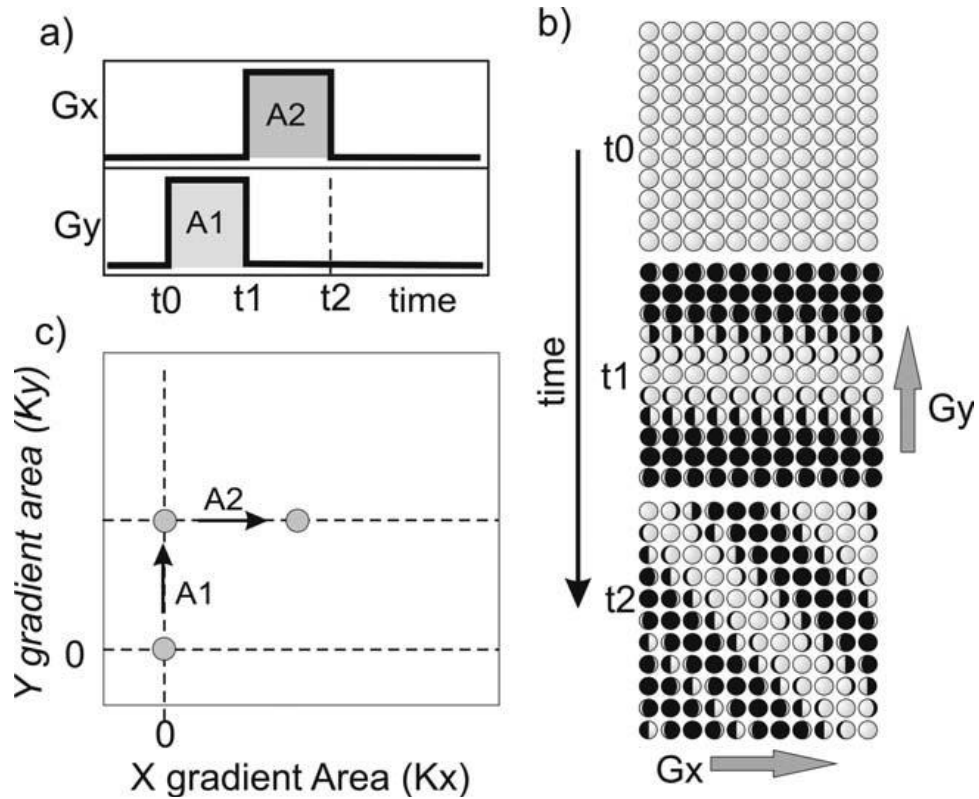 a)
Gx
A2
Gy
A1
t0
t1
t2
time
b)
t0
time
t1
Gy
t2
Gx
c)
Y gradient area (Ky)
A2
A1
0
0
X gradient Area (Kx)